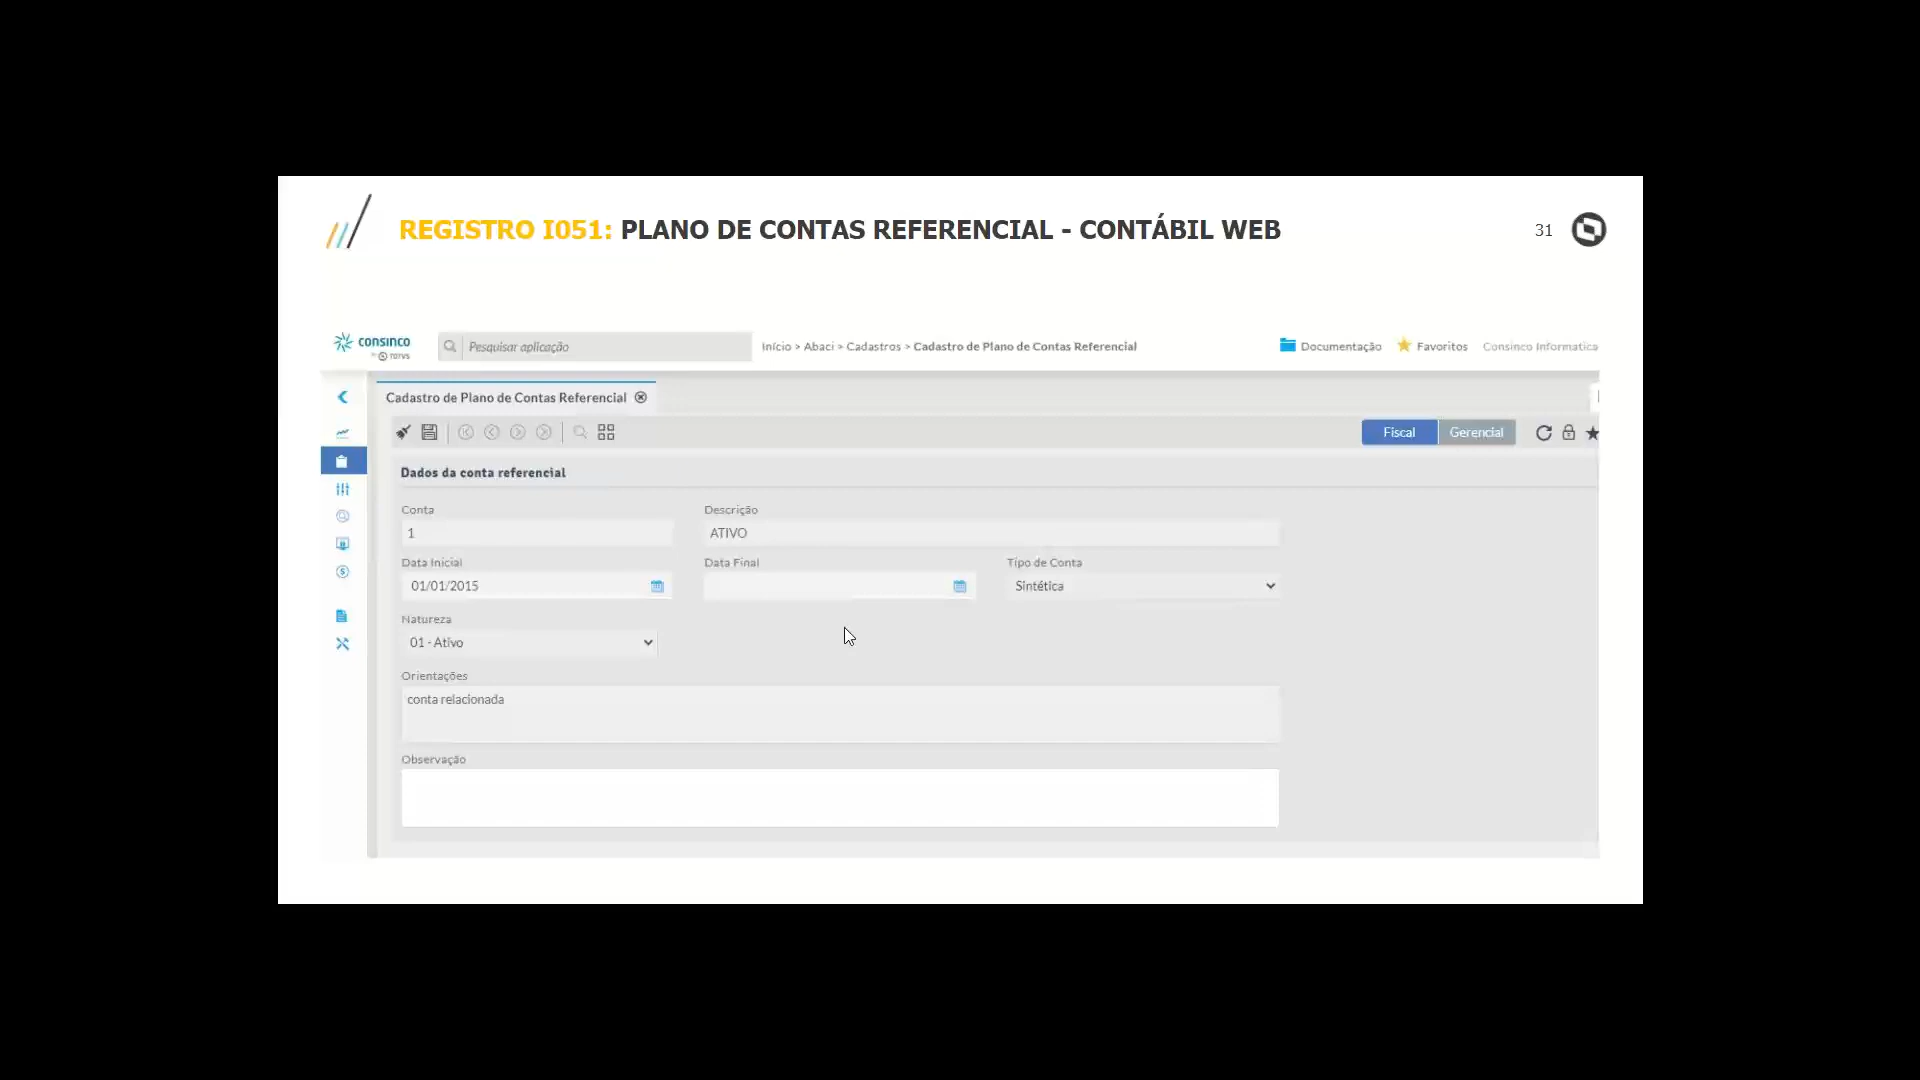 REGISTRO I051: PLANO DE CONTAS REFERENCIAL - CONTÁBIL WEB
31
CONSINCO
by TOTVS
Pesquisar aplicação
Início > Abaci > Cadastros > Cadastro de Plano de Contas Referencial
Documentação
Favoritos
Consinco Informatica
Cadastro de Plano de Contas Referencial
Fiscal
Gerencial
Dados da conta referencial
Conta
Descrição
1
ATIVO
Data Inicial
Data Final
Tipo de Conta
01/01/2015
Sintética
Natureza
01 - Ativo
Orientações
conta relacionada
Observação